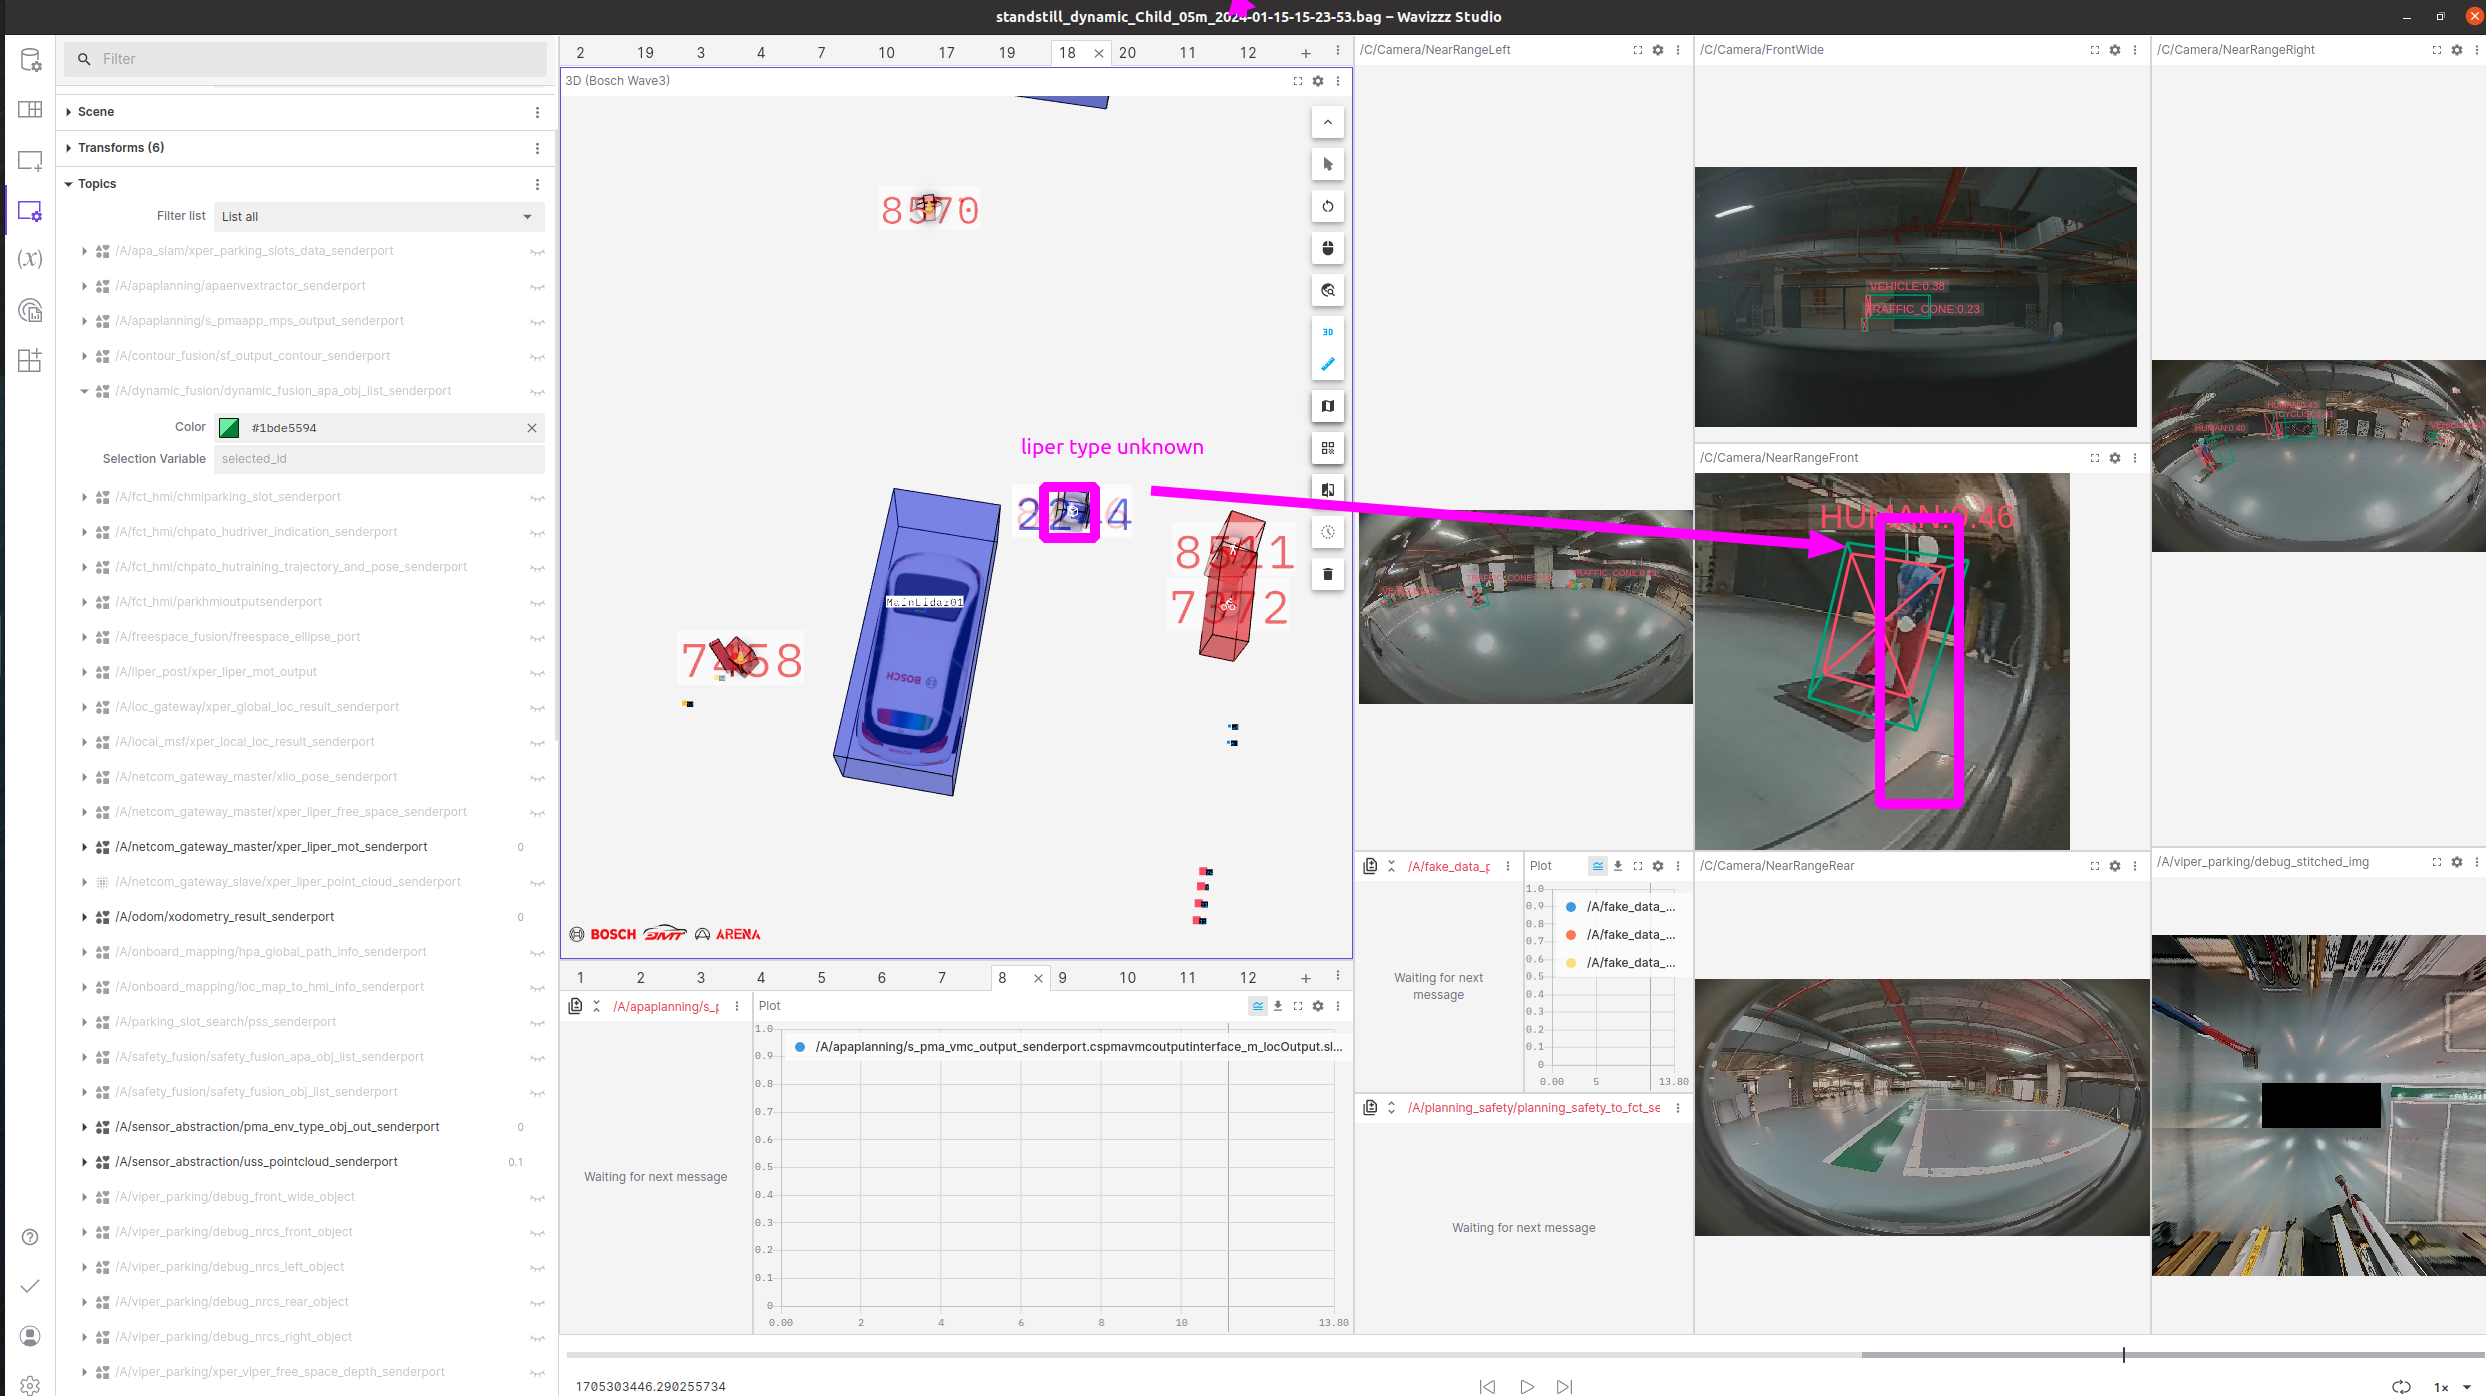 standstill_dynamic_Child_05m_2024-01-15-15-23-53.bag – Wavizzz Studio
Filter
Scene
Transforms (6)
Topics
Filter list List all
/A/apa_slam/xper_parking_slots_data_senderport
/A/apaplanning/apaenvextractor_senderport
/A/apaplanning/s_pmaapp_mps_output_senderport
/A/contour_fusion/sf_output_contour_senderport
/A/dynamic_fusion/dynamic_fusion_apa_obj_list_senderport
Color #1bde5594
Selection Variable selected_id
/A/fct_hmi/chmiparking_slot_senderport
/A/fct_hmi/chpato_hudriver_indication_senderport
/A/fct_hmi/chpato_hutraining_trajectory_and_pose_senderport
/A/fct_hmi/parkhmioutputsenderport
/A/freespace_fusion/freespace_ellipse_port
/A/liper_post/xper_liper_mot_output
/A/loc_gateway/xper_global_loc_result_senderport
/A/local_msf/xper_local_loc_result_senderport
/A/netcom_gateway_master/xlio_pose_senderport
/A/netcom_gateway_master/xper_liper_free_space_senderport
/A/netcom_gateway_master/xper_liper_mot_senderport 0
/A/netcom_gateway_slave/xper_liper_point_cloud_senderport
/A/odom/xodometry_result_senderport 0
/A/onboard_mapping/hpa_global_path_info_senderport
/A/onboard_mapping/loc_map_to_hmi_info_senderport
/A/parking_slot_search/pss_senderport
/A/safety_fusion/safety_fusion_apa_obj_list_senderport
/A/safety_fusion/safety_fusion_obj_list_senderport
/A/sensor_abstraction/pma_env_type_obj_out_senderport 0
/A/sensor_abstraction/uss_pointcloud_senderport 0.1
/A/viper_parking/debug_front_wide_object
/A/viper_parking/debug_nrcs_front_object
/A/viper_parking/debug_nrcs_left_object
/A/viper_parking/debug_nrcs_rear_object
/A/viper_parking/debug_nrcs_right_object
/A/viper_parking/xper_viper_free_space_depth_senderport
2 19 3 4 7 10 17 19 18 20 11 12
3D (Bosch Wave3)
8570
3D
liper type unknown
8511
7372
MainLidar01
7458
BOSCH
BOSCH GMT ARENA
1 2 3 4 5 6 7 8 9 10 11 12
/A/apaplanning/s_p
Waiting for next message
Plot
/A/apaplanning/s_pma_vmc_output_senderport.cspmavmcoutputinterface_m_locOutput.sl...
1.0
0.9
0.8
0.7
0.6
0.5
0.4
0.3
0.2
0.1
0
0.00 2 4 6 8 10 13.80
/C/Camera/NearRangeLeft
/C/Camera/FrontWide
VEHICLE:0.38
TRAFFIC_CONE:0.23
/C/Camera/NearRangeRight
HUMAN:0.40
/C/Camera/NearRangeFront
HUMAN:0.46
/A/fake_data_p
Waiting for next
message
Plot
/A/fake_data_...
/A/fake_data_...
/A/fake_data_...
1.0
0.9
0.8
0.7
0.6
0.5
0.4
0.3
0.2
0.1
0
0.00 5 13.80
/A/planning_safety/planning_safety_to_fct_se
Waiting for next message
/C/Camera/NearRangeRear
/A/viper_parking/debug_stitched_img
1705303446.290255734
1×